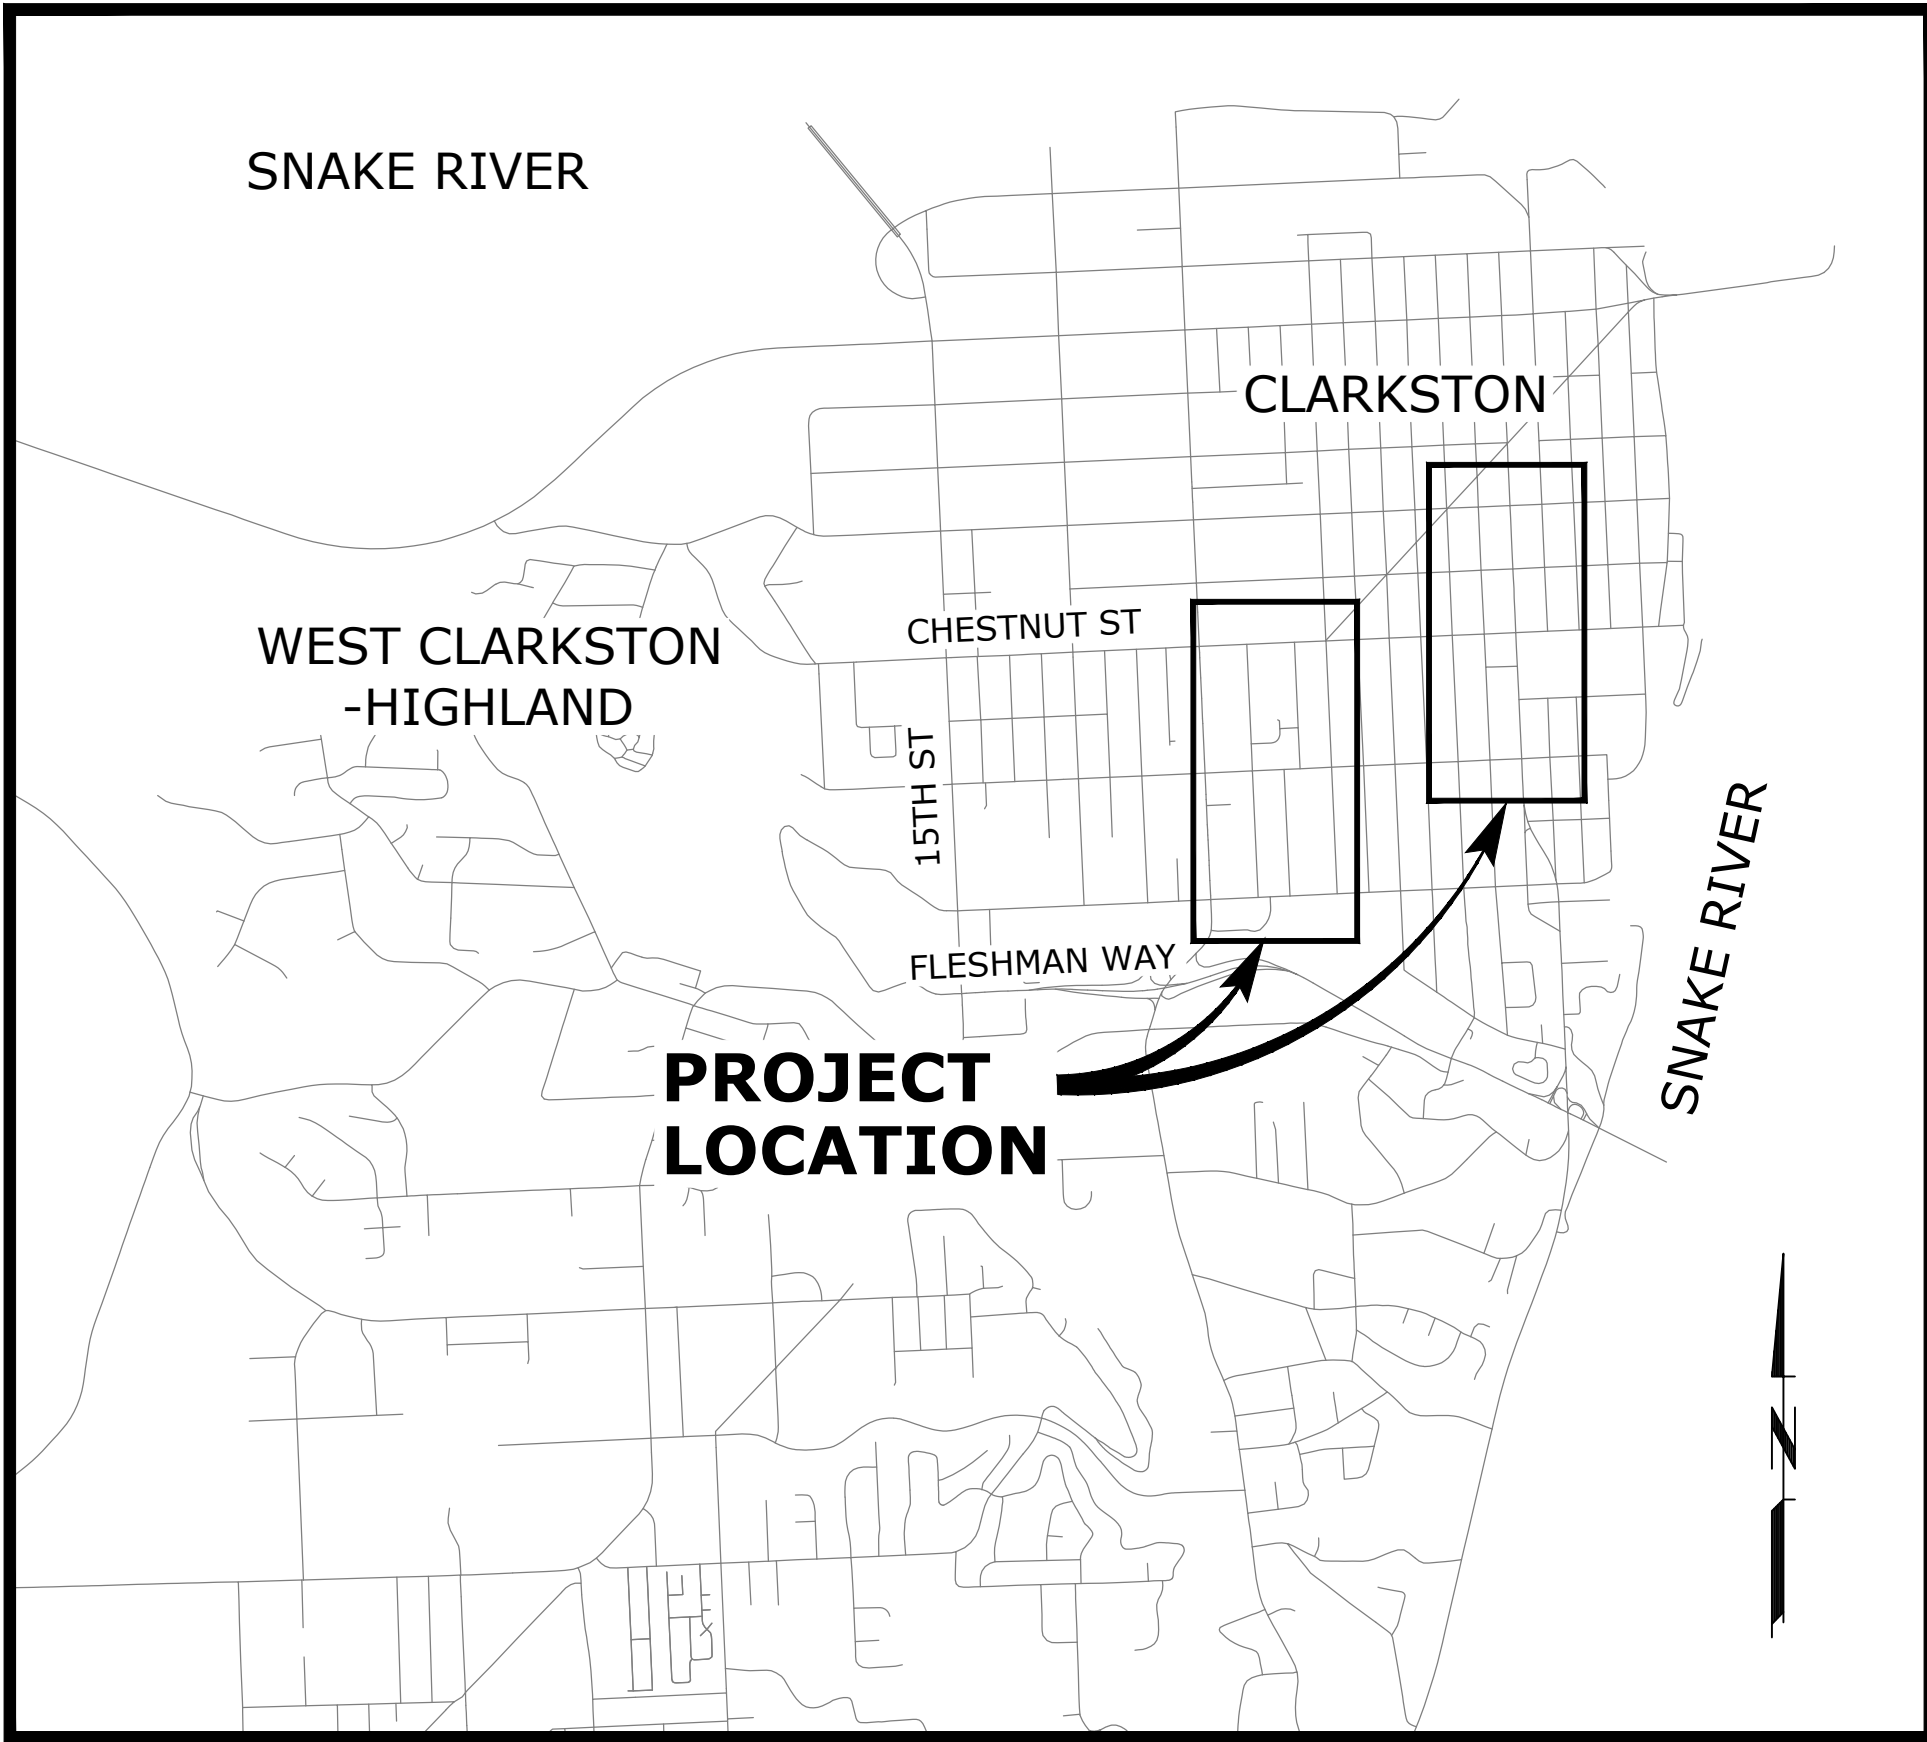 SNAKE RIVER
CLARKSTON
CHESTNUT ST
WEST CLARKSTON
-HIGHLAND
15TH ST
SNAKE RIVER
FLESHMAN WAY
PROJECT
LOCATION
N